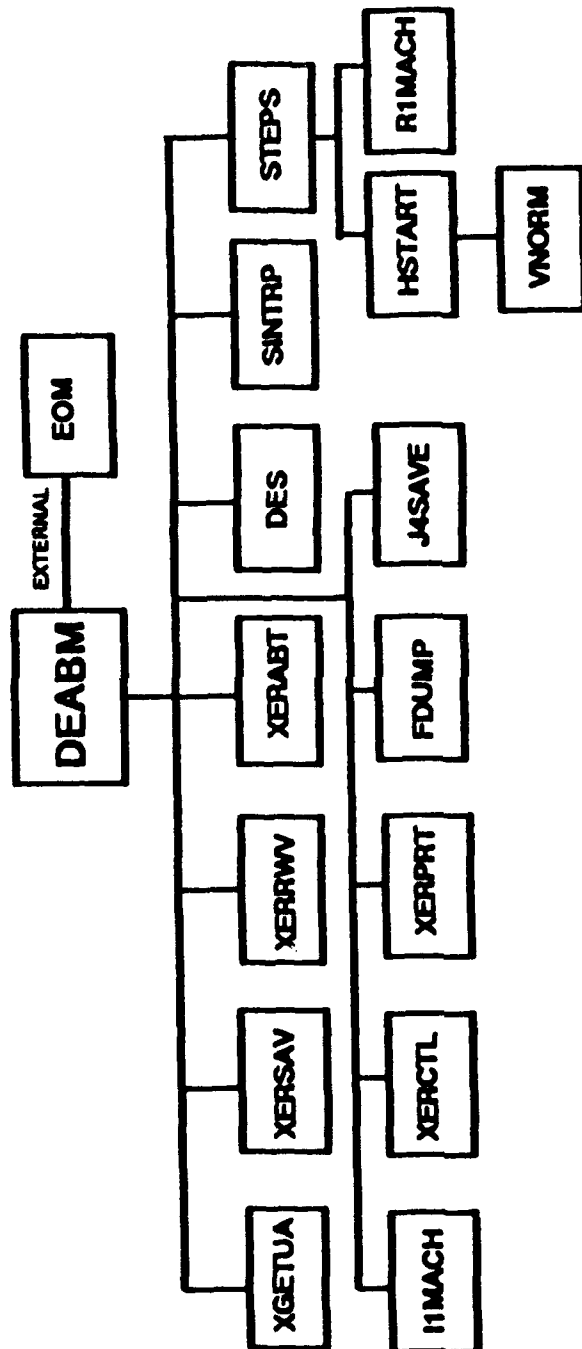 DEABM
EXTERNAL
EOM
XGETUA
XERSAV
XERRWV
XERABT
DES
SINTRP
STEPS
I1MACH
XERCTL
XERPRT
FDUMP
J4SAVE
HSTART
R1MACH
VNORM